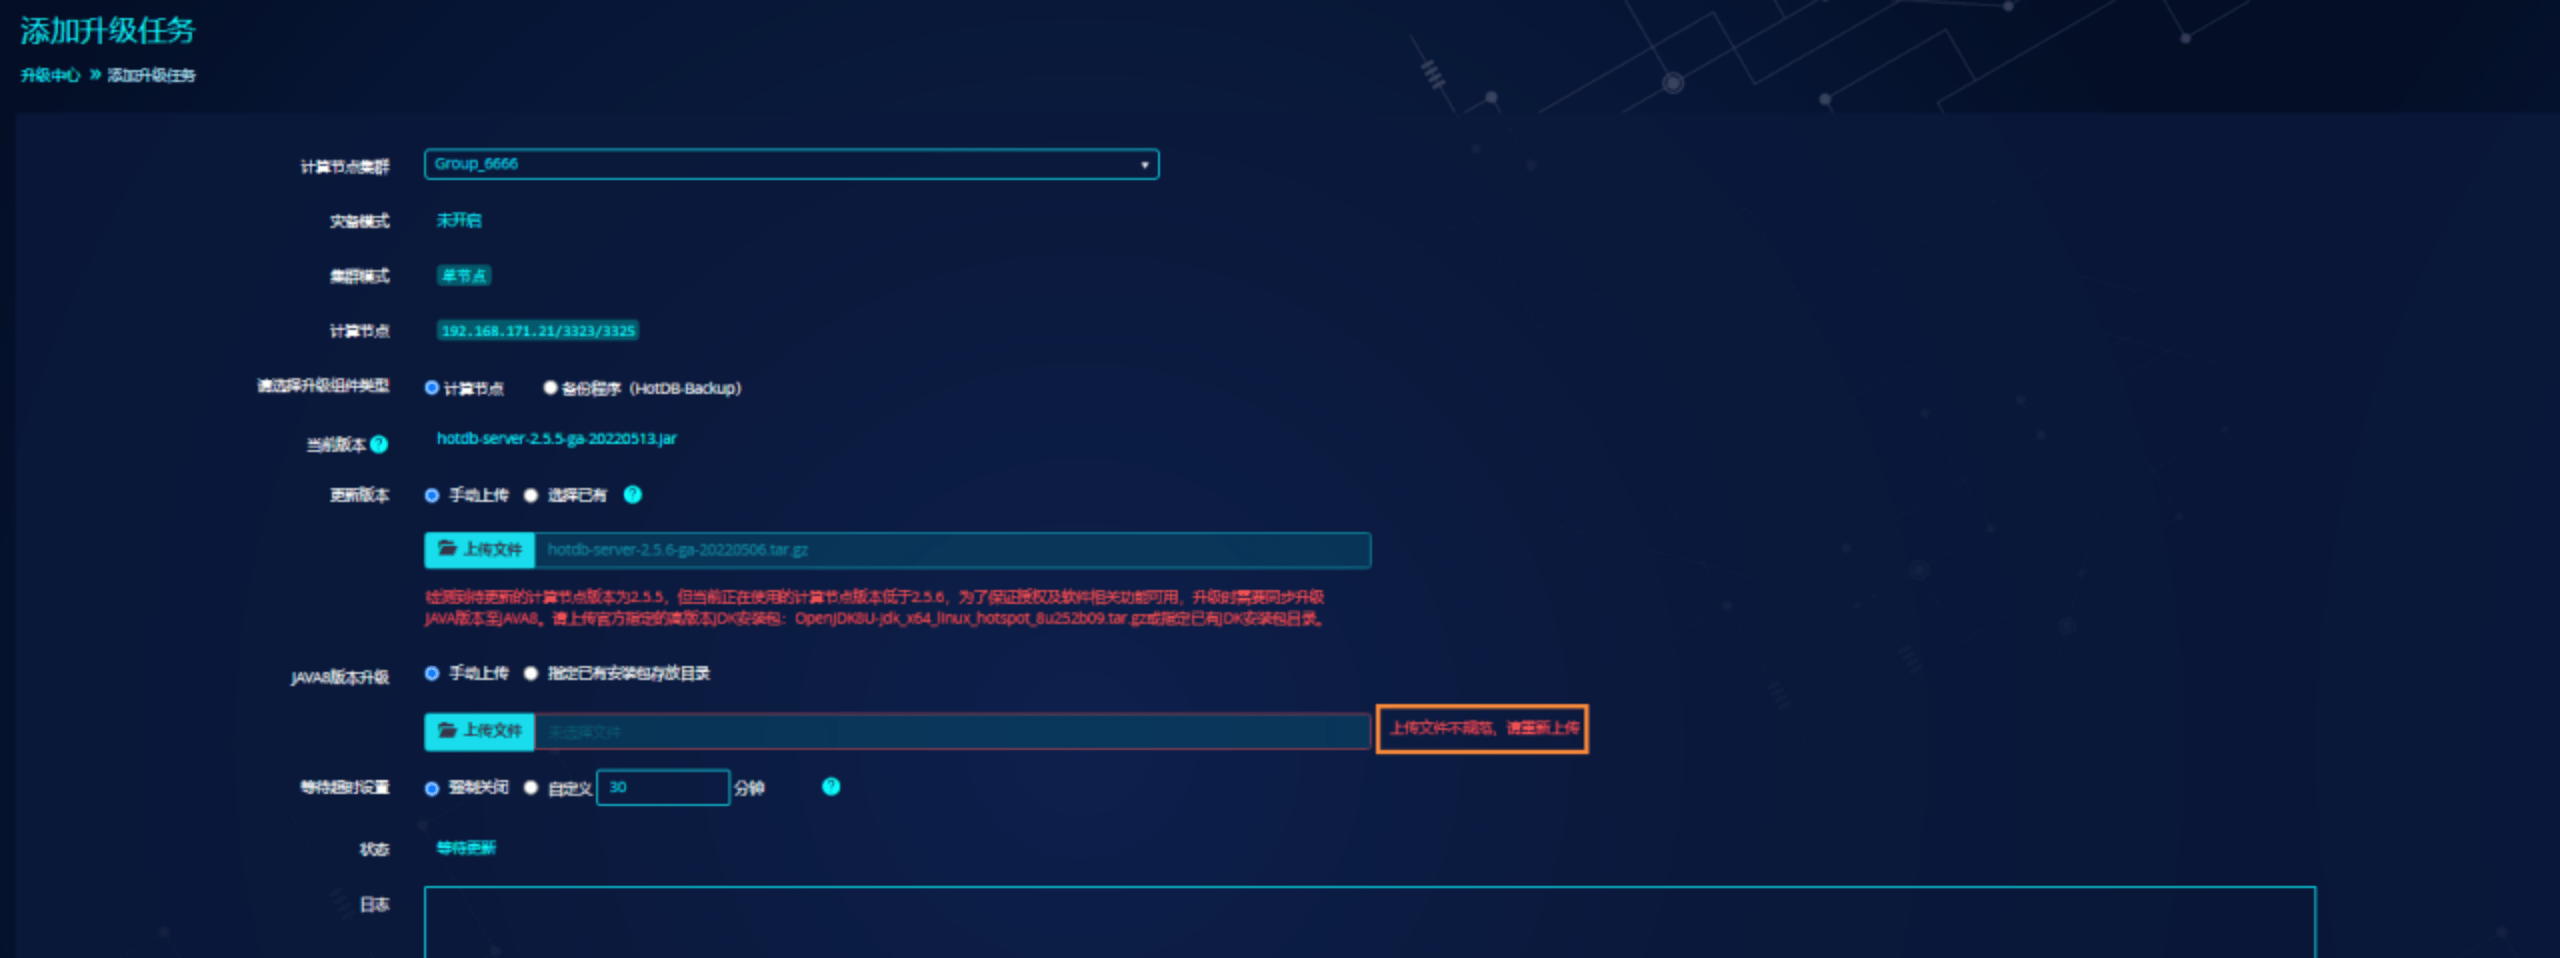 添加升级任务
升级中心 » 添加升级任务
计算节点集群 Group_6666
灾备模式 未开启
集群模式 单节点
计算节点 192.168.171.21/3323/3325
请选择升级组件类型 计算节点 备份程序（HotDB-Backup）
当前版本 ? hotdb-server-2.5.5-ga-20220513.jar
更新版本 手动上传 选择已有 ?
上传文件 hotdb-server-2.5.6-ga-20220506.tar.gz
检测到待更新的计算节点版本为2.5.5，但当前正在使用的计算节点版本低于2.5.6，为了保证授权及软件相关功能可用，升级时需要同步升级
JAVA版本至JAVA8。请上传官方指定的高版本JDK安装包：OpenJDK8U-jdk_x64_linux_hotspot_8u252b09.tar.gz或指定已有JDK安装包目录。
JAVA8版本升级 手动上传 指定已有安装包存放目录
上传文件 未选择文件 上传文件不规范，请重新上传
等待超时设置 强制关闭 自定义 30 分钟 ?
状态 等待更新
日志